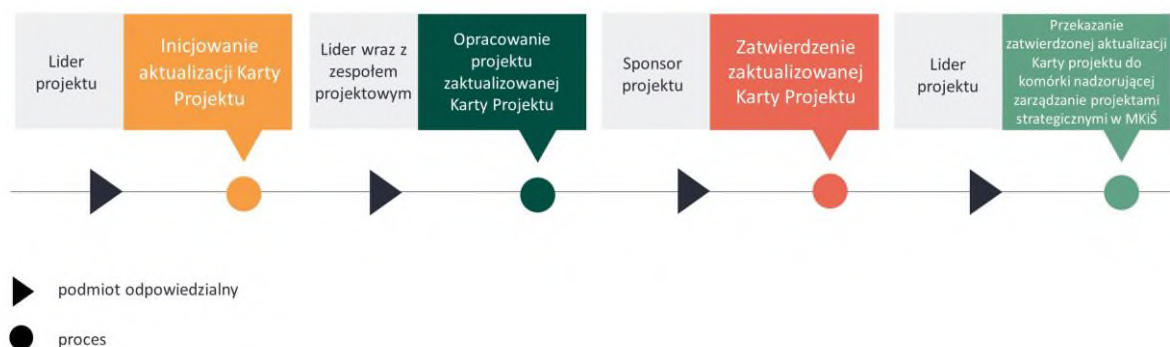 Lider
projektu
Inicjowanie
aktualizacji Karty
Projektu
Lider wraz z
zespołem
projektowym
Opracowanie
projektu
zaktualizowanej
Karty Projektu
Sponsor
projektu
Zatwierdzenie
zaktualizowanej
Karty Projektu
Lider
projektu
Przekazanie
zatwierdzonej aktualizacji
Karty projektu do
komórki nadzorującej
zarządzanie projektami
strategicznymi w MKiŚ
podmiot odpowiedzialny
proces